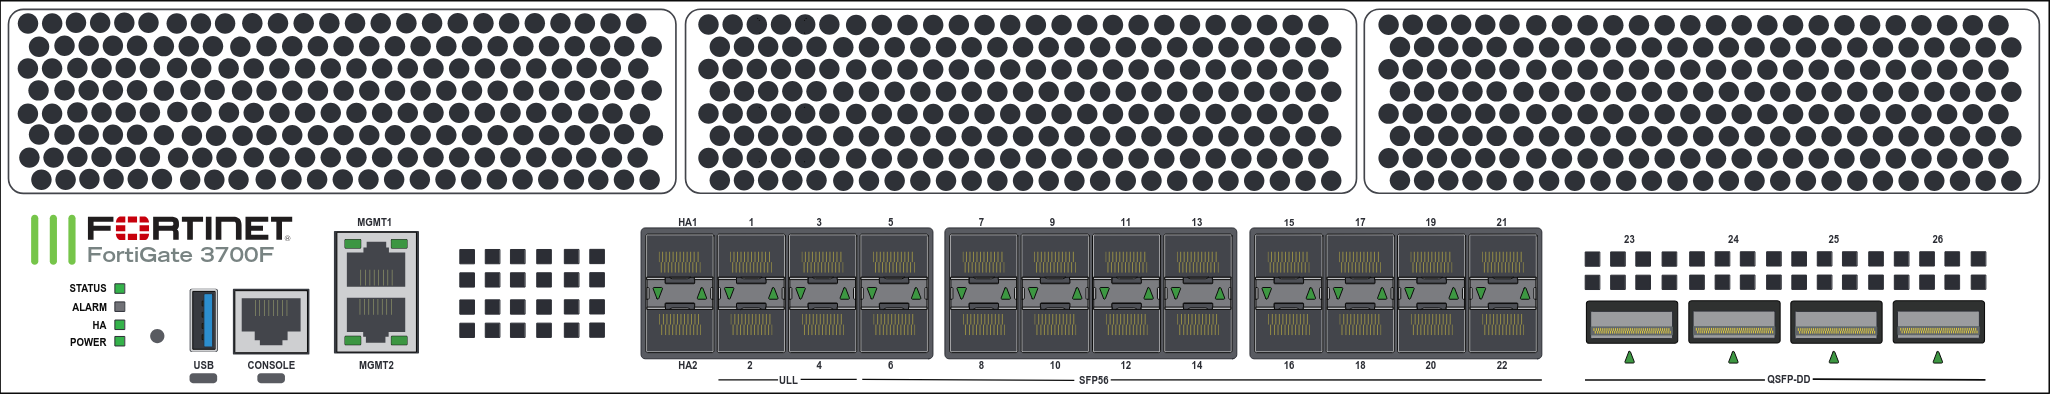 FORTINET®
FortiGate 3700F
STATUS
ALARM
HA
POWER
USB
CONSOLE
MGMT1
MGMT2
HA1 1 3 5 7 9 11 13 15 17 19 21
HA2 2 4 6 8 10 12 14 16 18 20 22
ULL SFP56
23 24 25 26
QSFP-DD